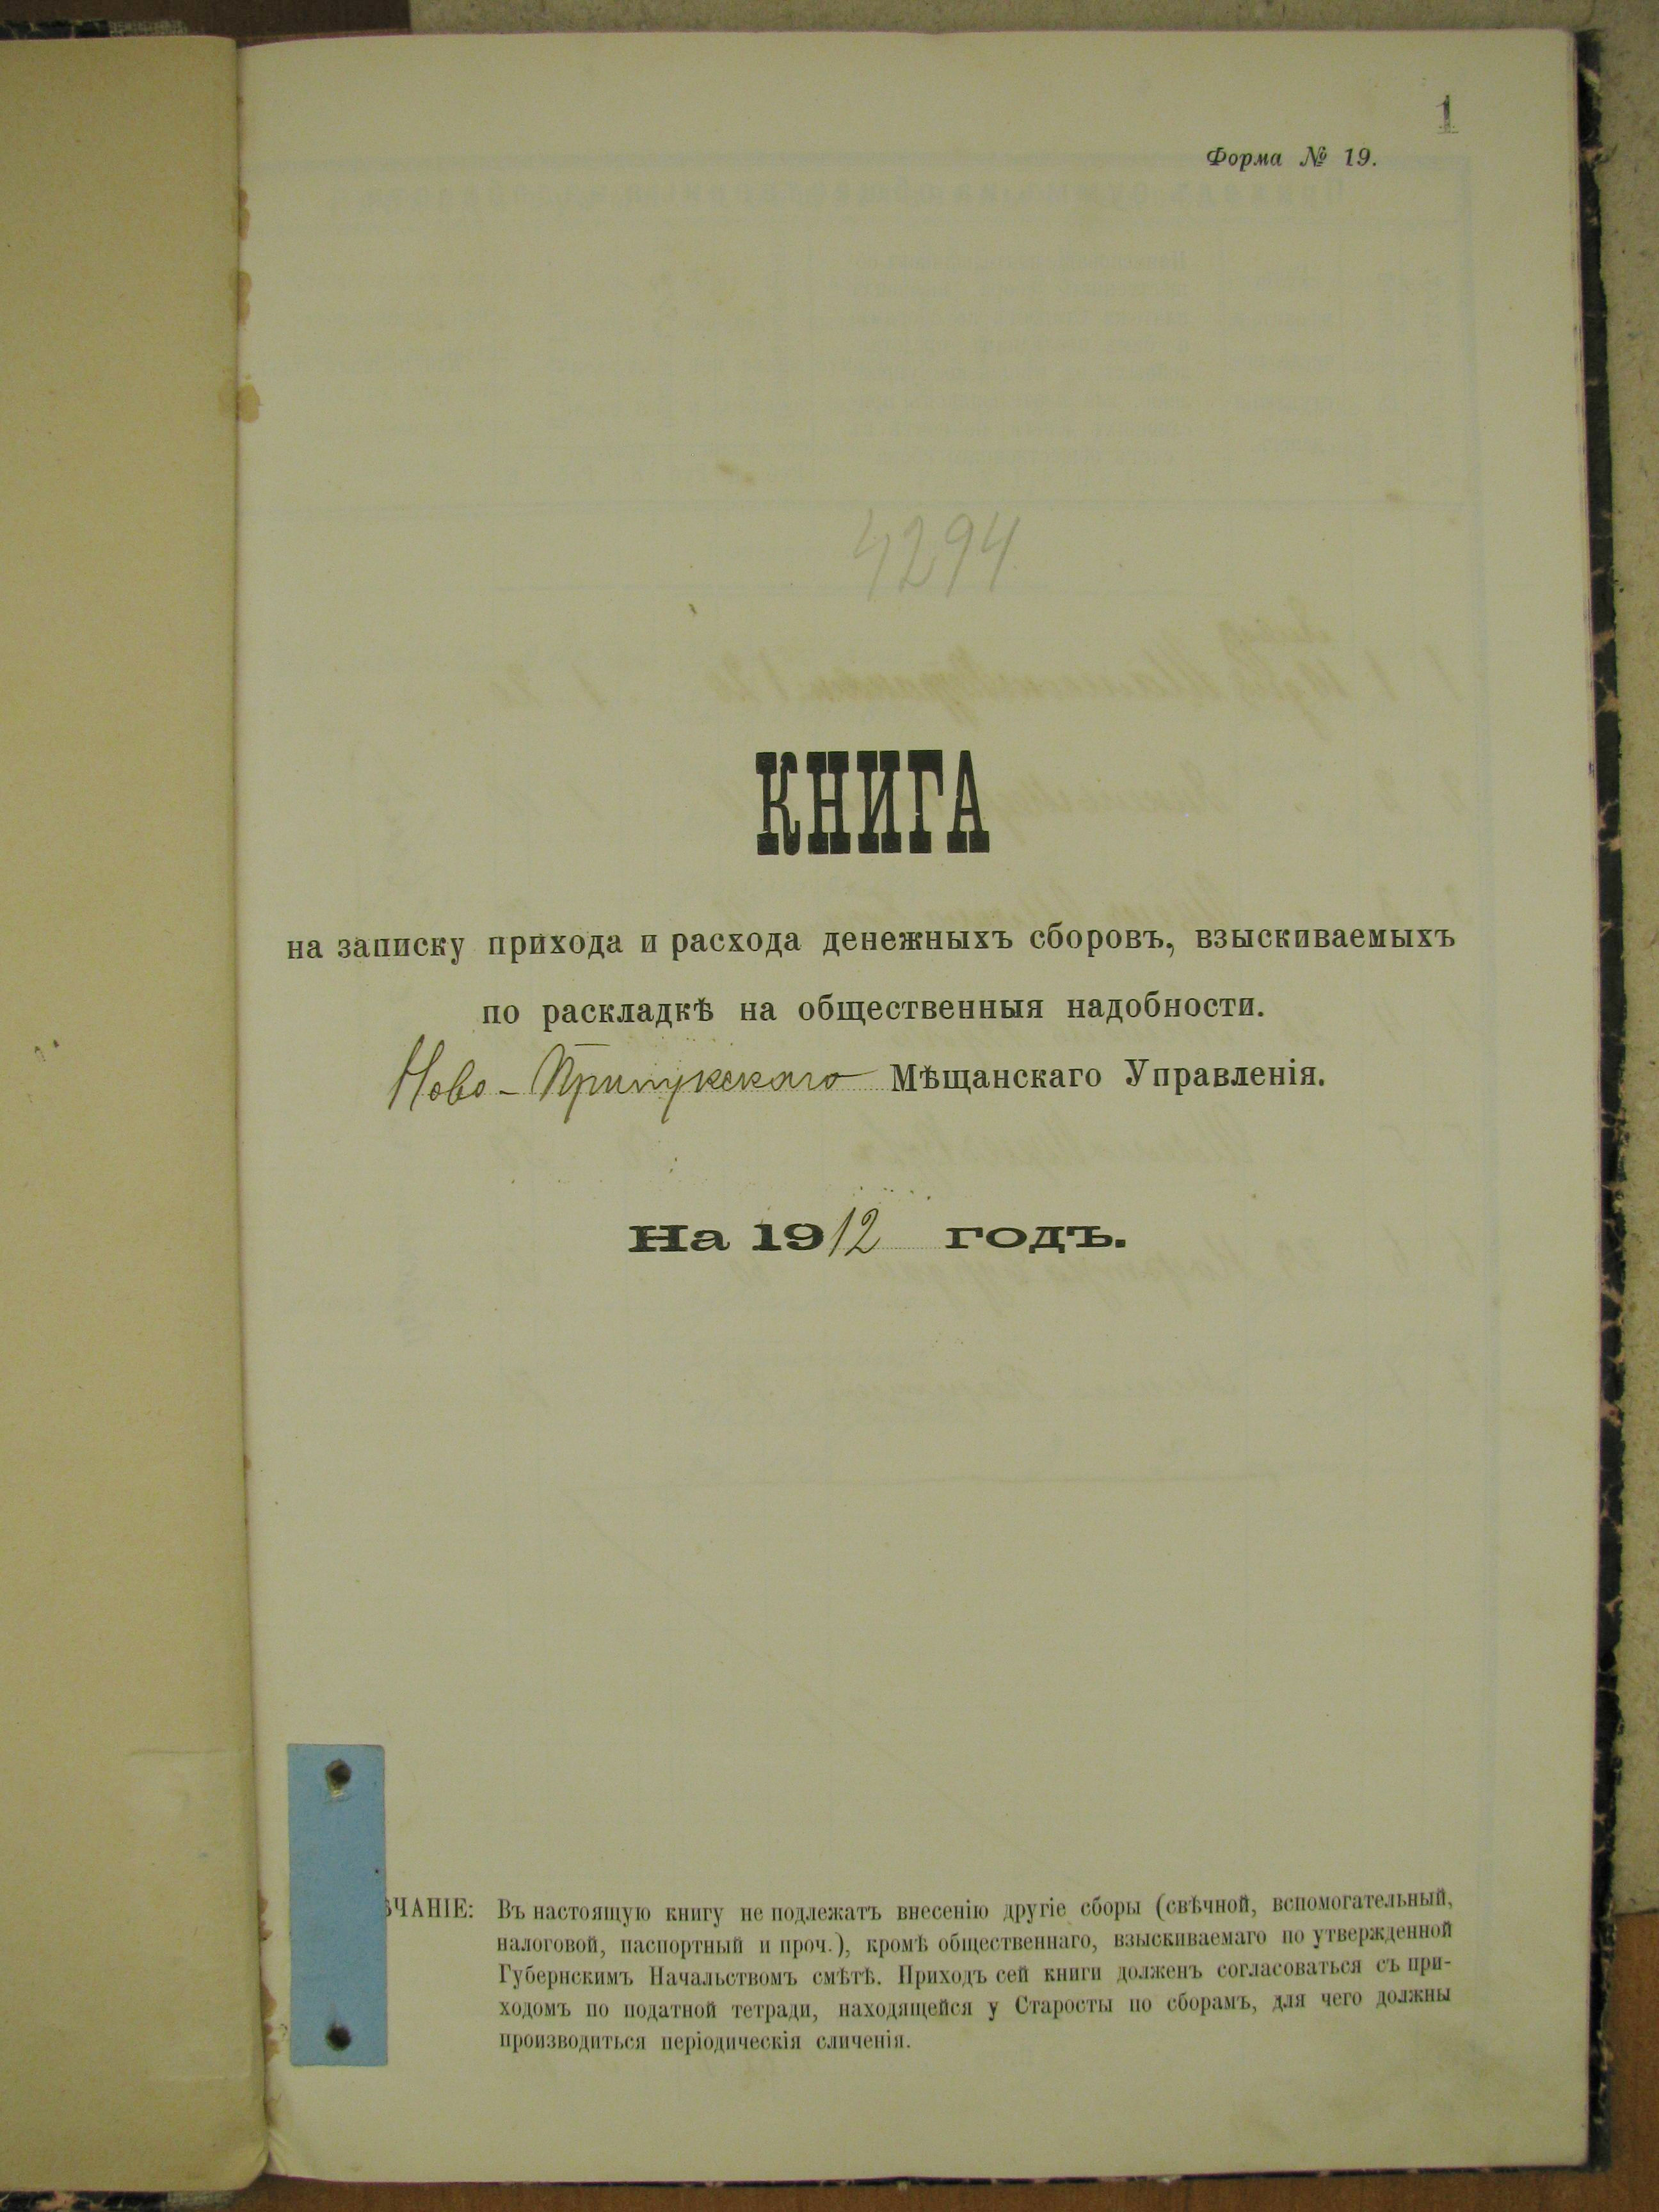 1
Форма № 19.
4294
КНИГА
на записку прихода и расхода денежныхъ сборовъ, взыскиваемыхъ
по раскладкѣ на общественныя надобности.
Ново- Мѣщанскаго Управленія.
На 1912 годъ.
ѢЧАНІЕ: Въ настоящую книгу не подлежатъ внесенію другіе сборы (свѣчной, вспомогательный,
налоговой, паспортный и проч.), кромѣ общественнаго, взыскиваемаго по утвержденной
Губернскимъ Начальствомъ смѣтѣ. Приходъ сей книги долженъ согласоваться съ при-
ходомъ по податной тетради, находящейся у Старосты по сборамъ, для чего должны
производиться періодическія сличенія.